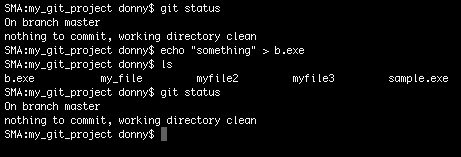 SMA:my_git_project donny$ git status
On branch master
nothing to commit, working directory clean
SMA:my_git_project donny$ echo "something" > b.exe
SMA:my_git_project donny$ ls
b.exe my_file myfile2 myfile3 sample.exe
SMA:my_git_project donny$ git status
On branch master
nothing to commit, working directory clean
SMA:my_git_project donny$